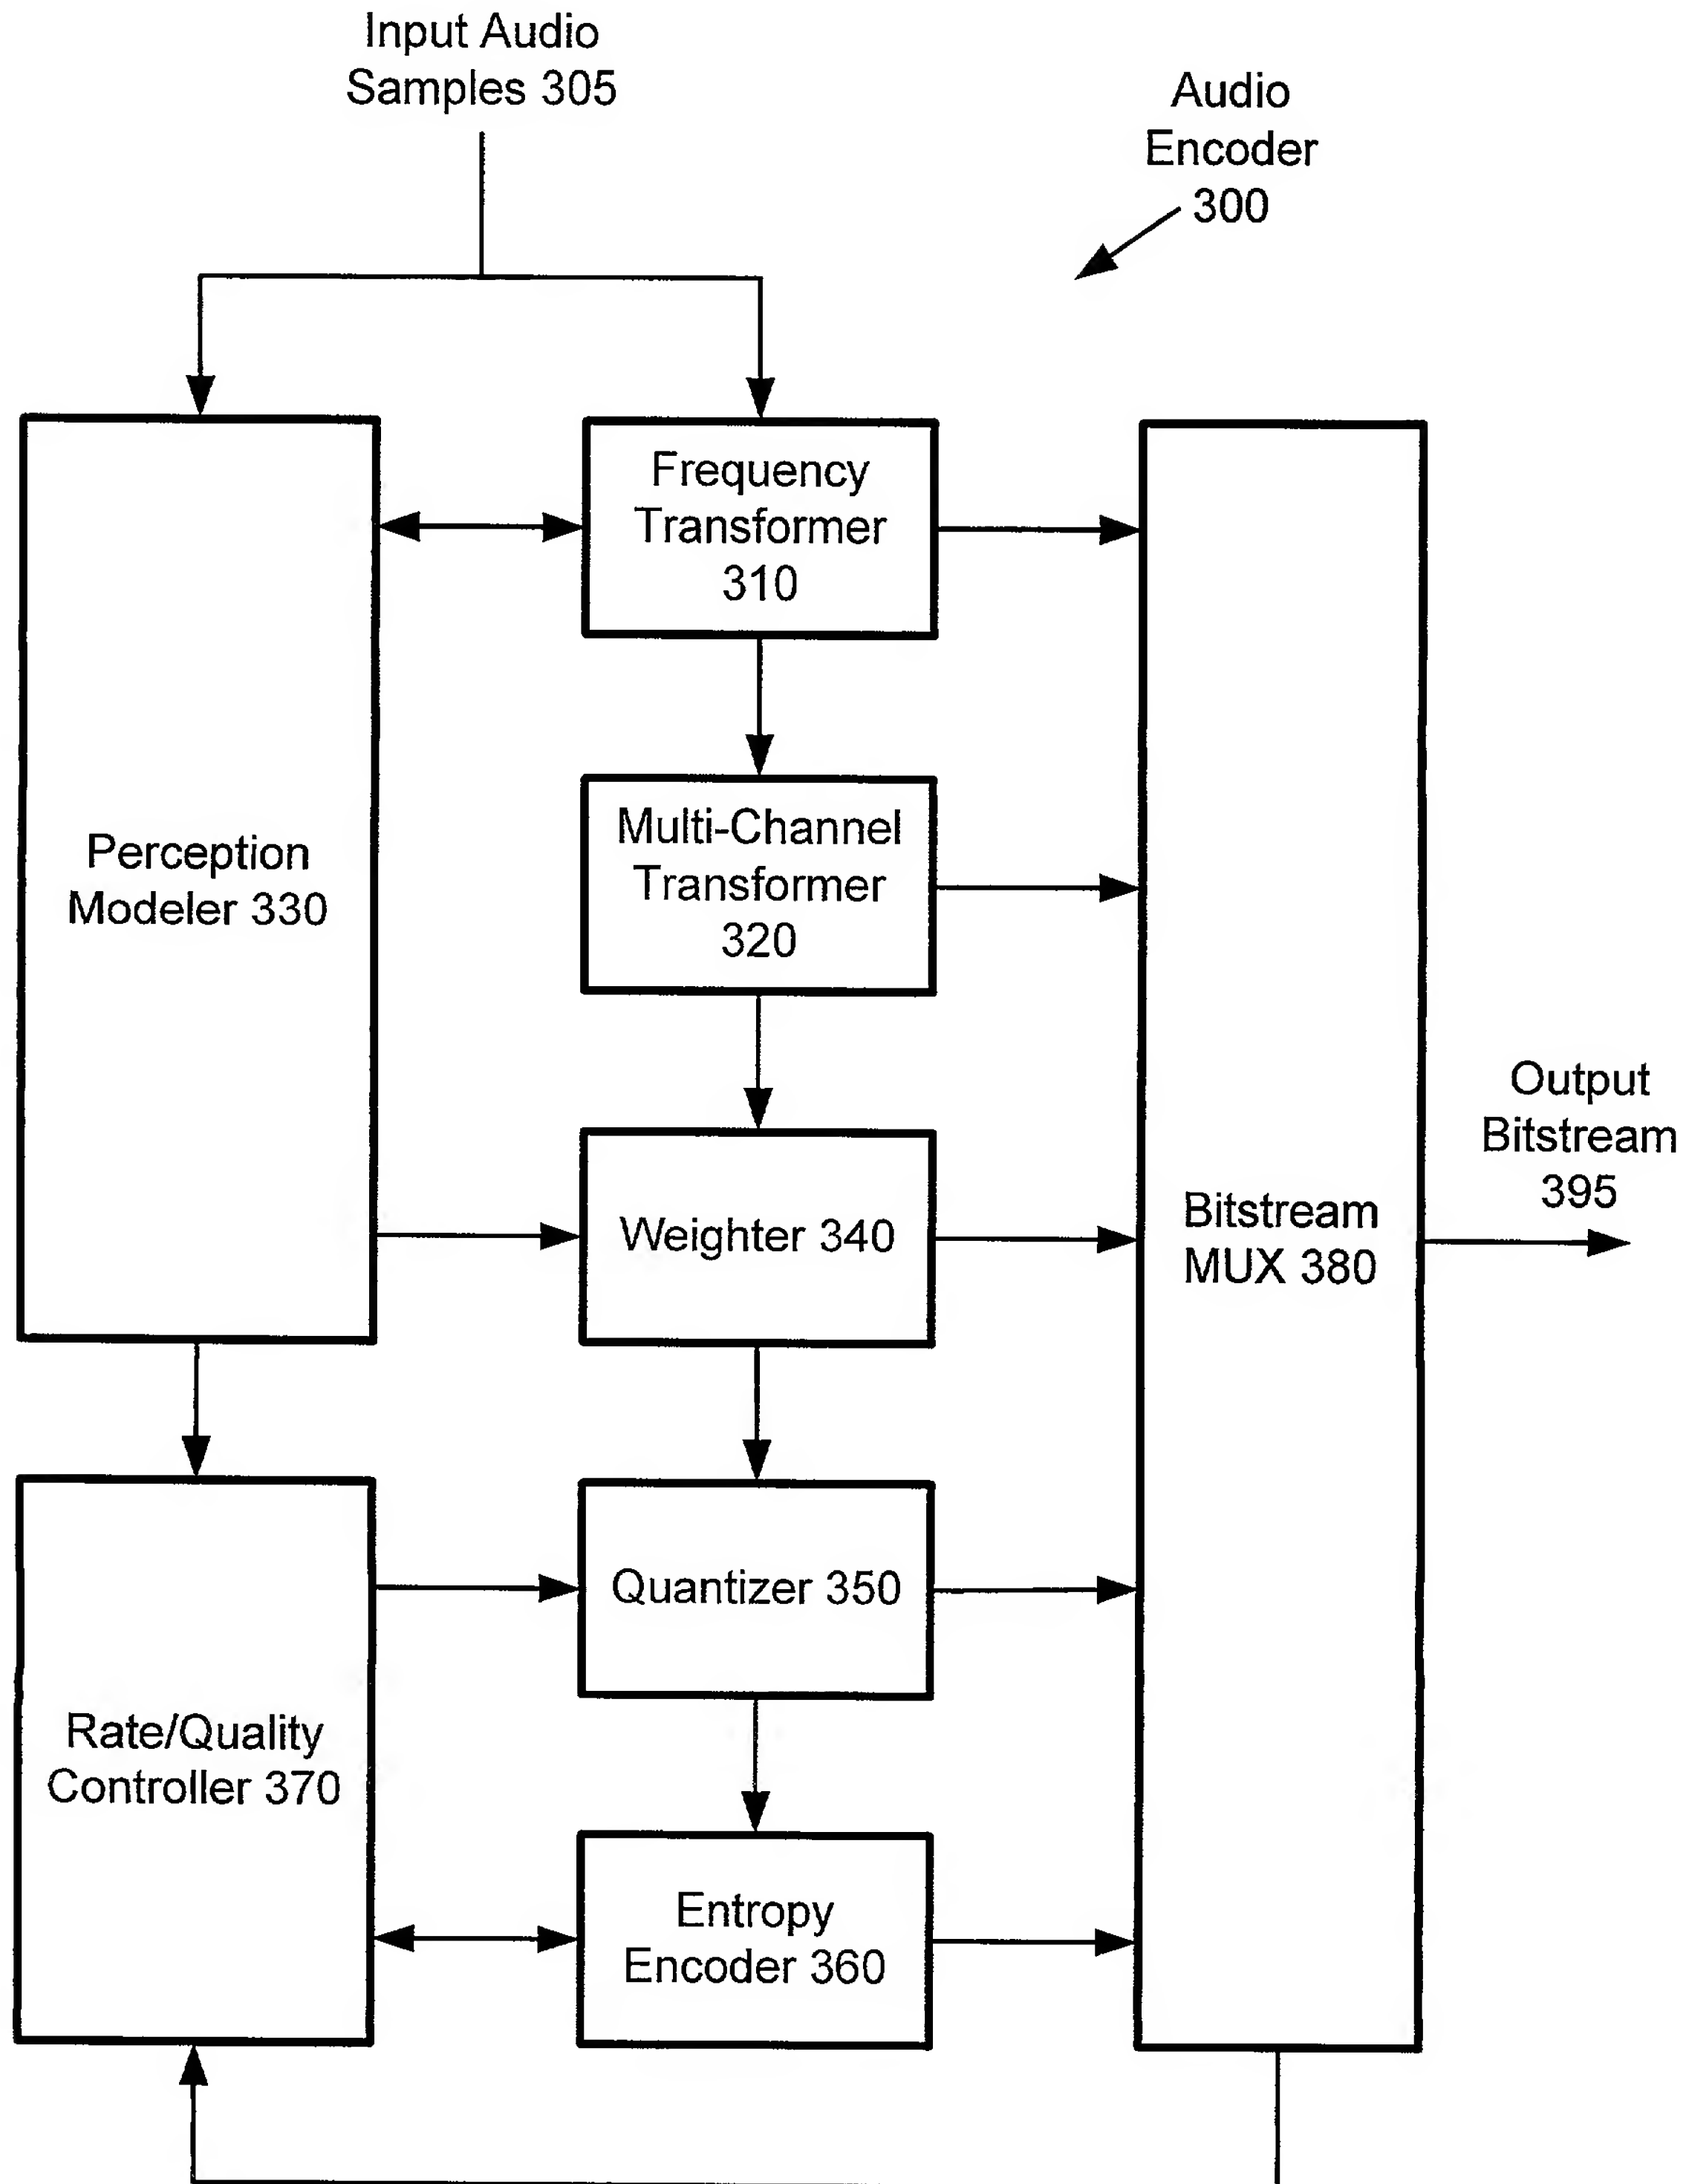 Input Audio
Samples 305
Audio
Encoder
300
Frequency
Transformer
310
Perception
Modeler 330
Multi-Channel
Transformer
320
Output
Bitstream
395
Weighter 340
Bitstream
MUX 380
Quantizer 350
Rate/Quality
Controller 370
Entropy
Encoder 360